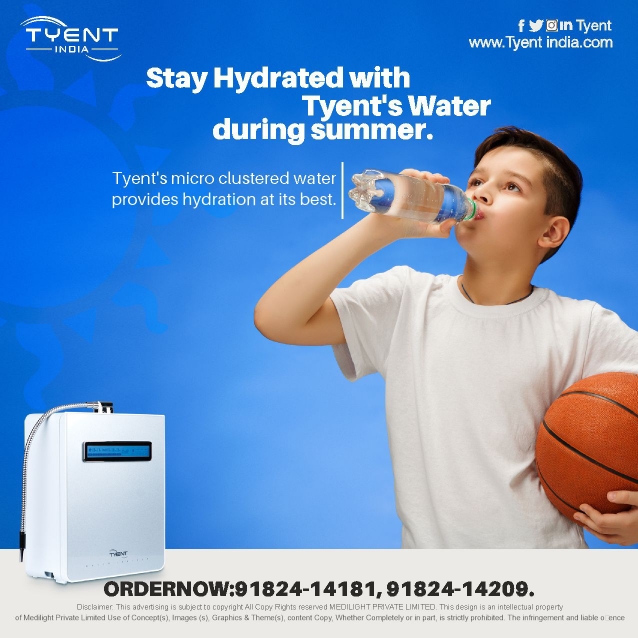 TYENT
INDIA
Tyent
www.Tyent india.com
Stay Hydrated with
Tyent's Water
during summer.
Tyent's micro clustered water
provides hydration at its best.
TYENT
ORDERNOW:91824-14181, 91824-14209.
Disclaimer: This advertising is subject to copyright All Copy Rights reserved MEDILIGHT PRIVATE LIMITED. This design is an intellectual property
of Medilight Private Limited Use of Concept(s), Images (s), Graphics & Theme(s), content Copy, Whether Completely or in part, is strictly prohibited. The infringement and liable